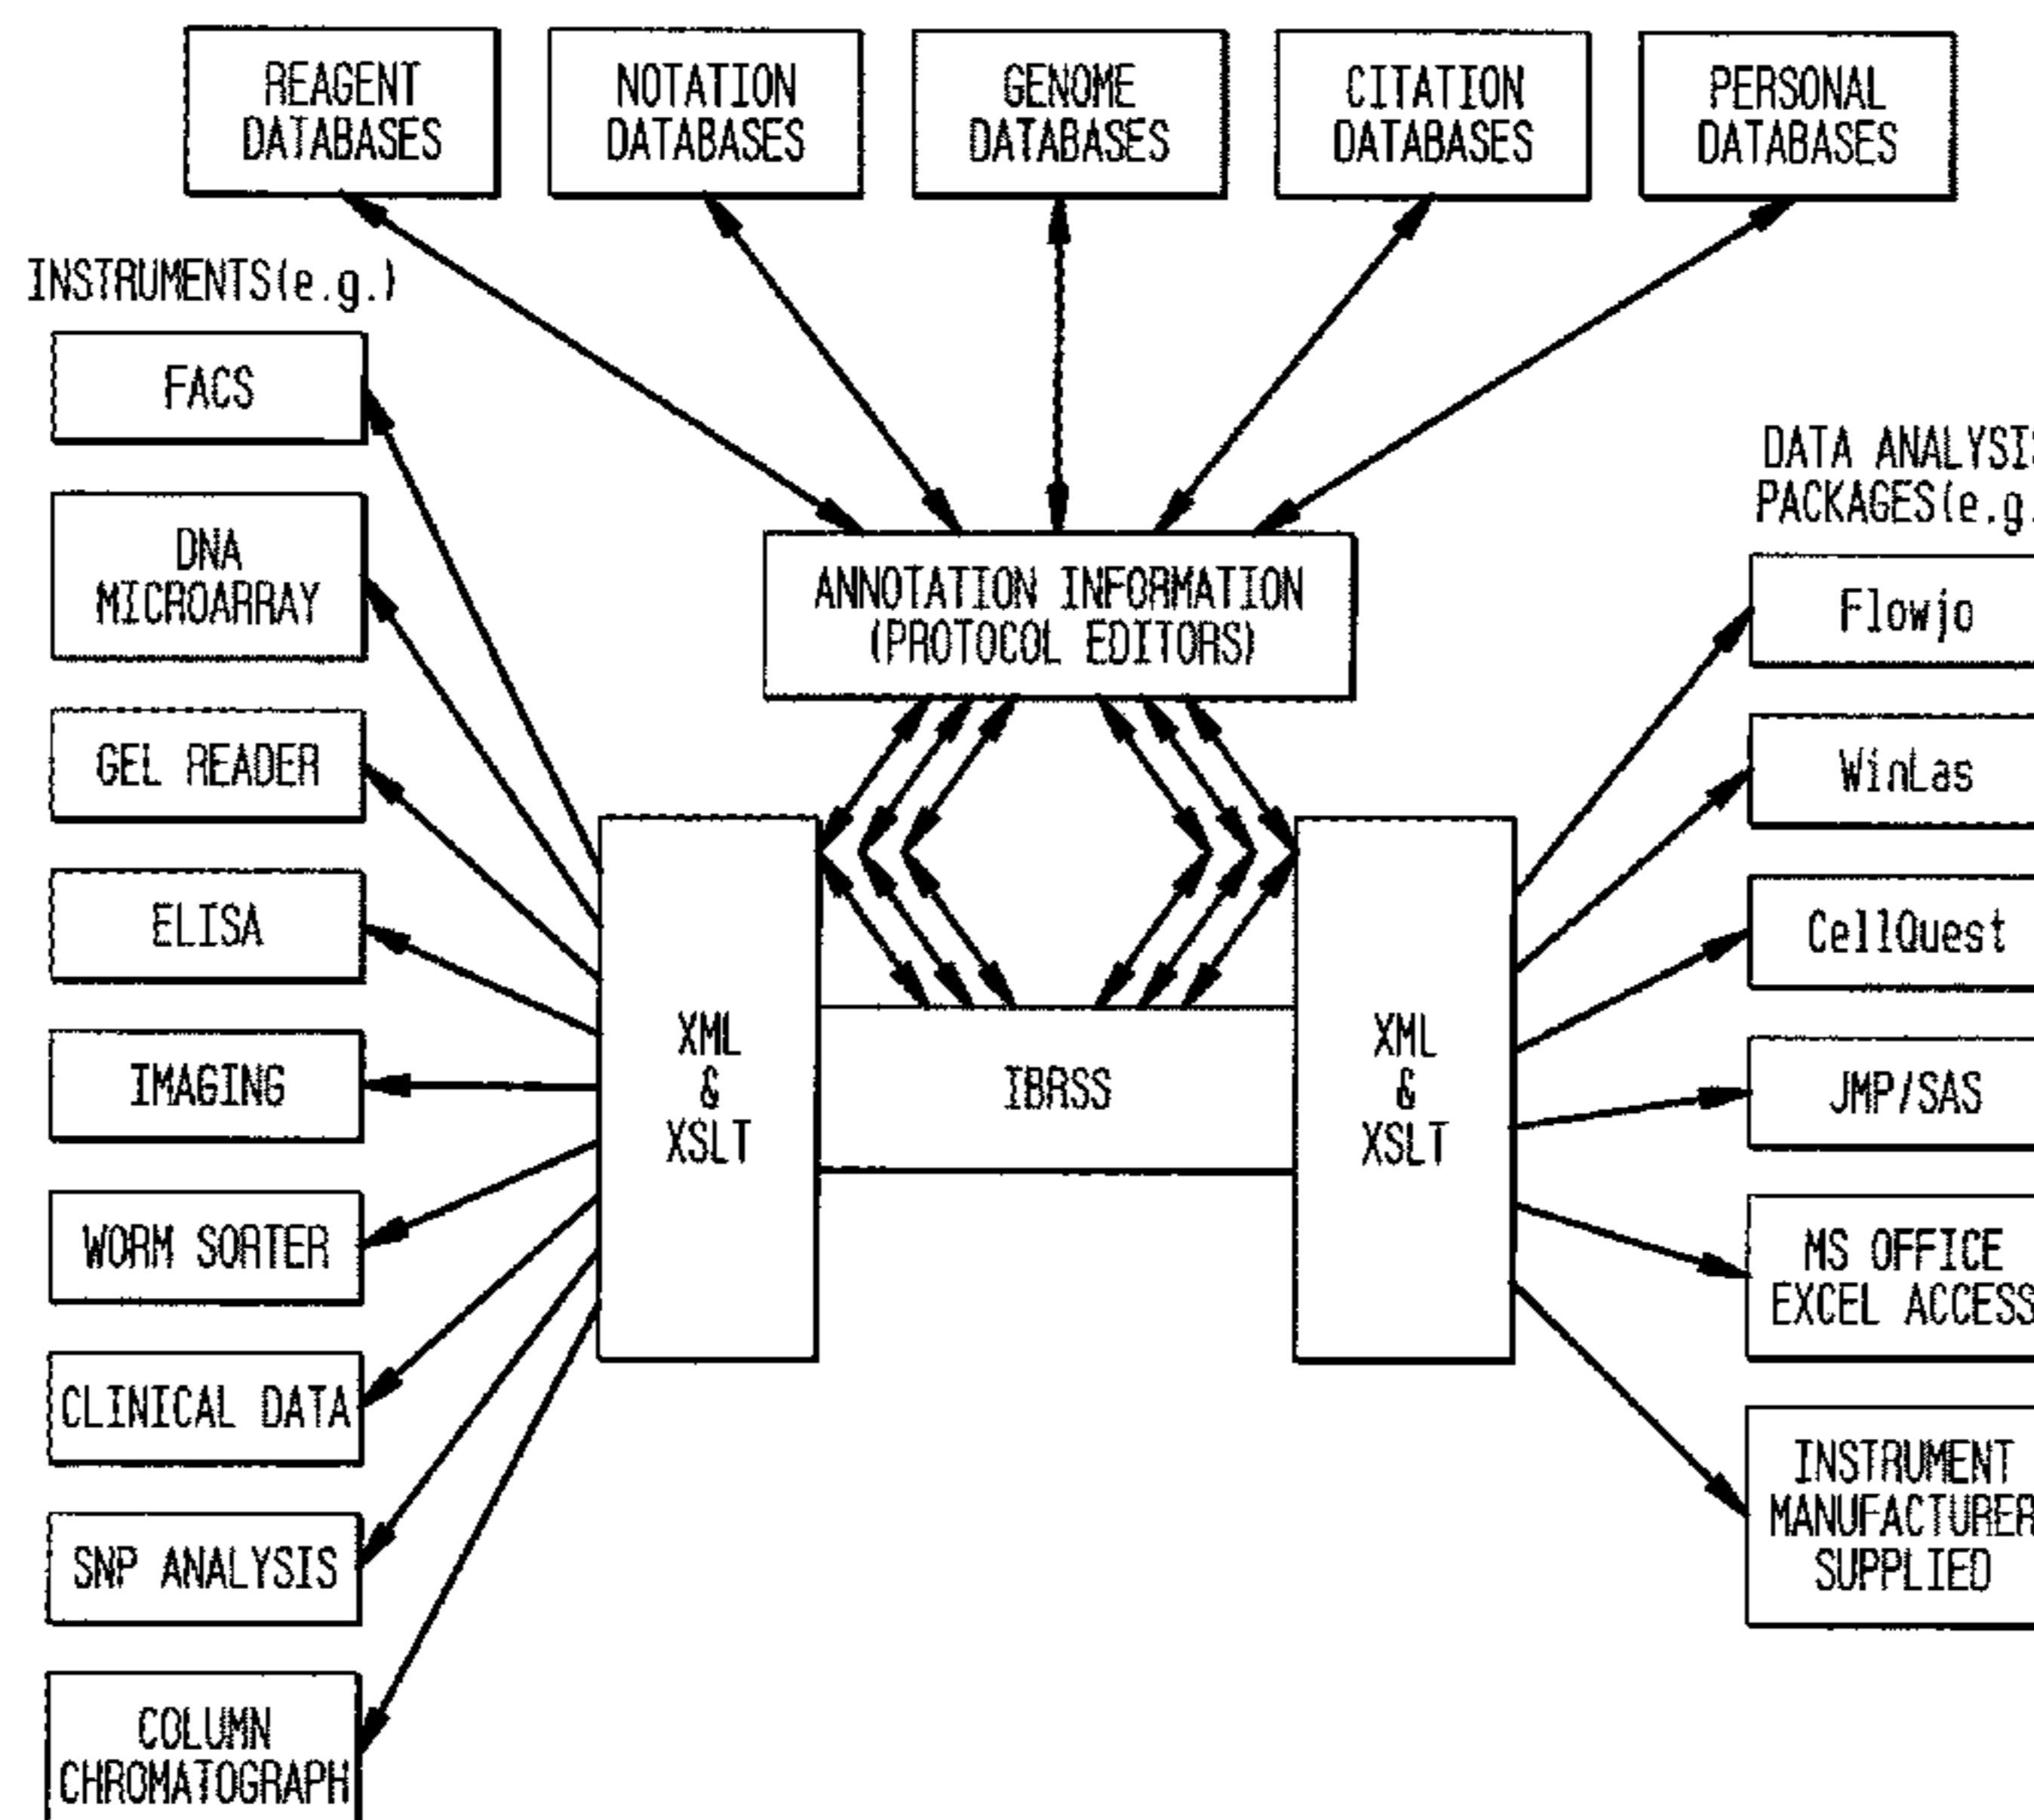 REAGENT
DATABASES
NOTATION
DATABASES
GENOME
DATABASES
CITATION
DATABASES
PERSONAL
DATABASES
INSTRUMENTS(e.g.)
FACS
DNA
MICROARRAY
GEL READER
ELISA
IMAGING
WORM SORTER
CLINICAL DATA
SNP ANALYSIS
COLUMN
CHROMATOGRAPH
ANNOTATION INFORMATION
(PROTOCOL EDITORS)
XML
&
XSLT
IBRSS
XML
&
XSLT
DATA ANALYSIS
PACKAGES(e.g.
Flowjo
WinLas
CellQuest
JMP/SAS
MS OFFICE
EXCEL ACCESS
INSTRUMENT
MANUFACTURER
SUPPLIED